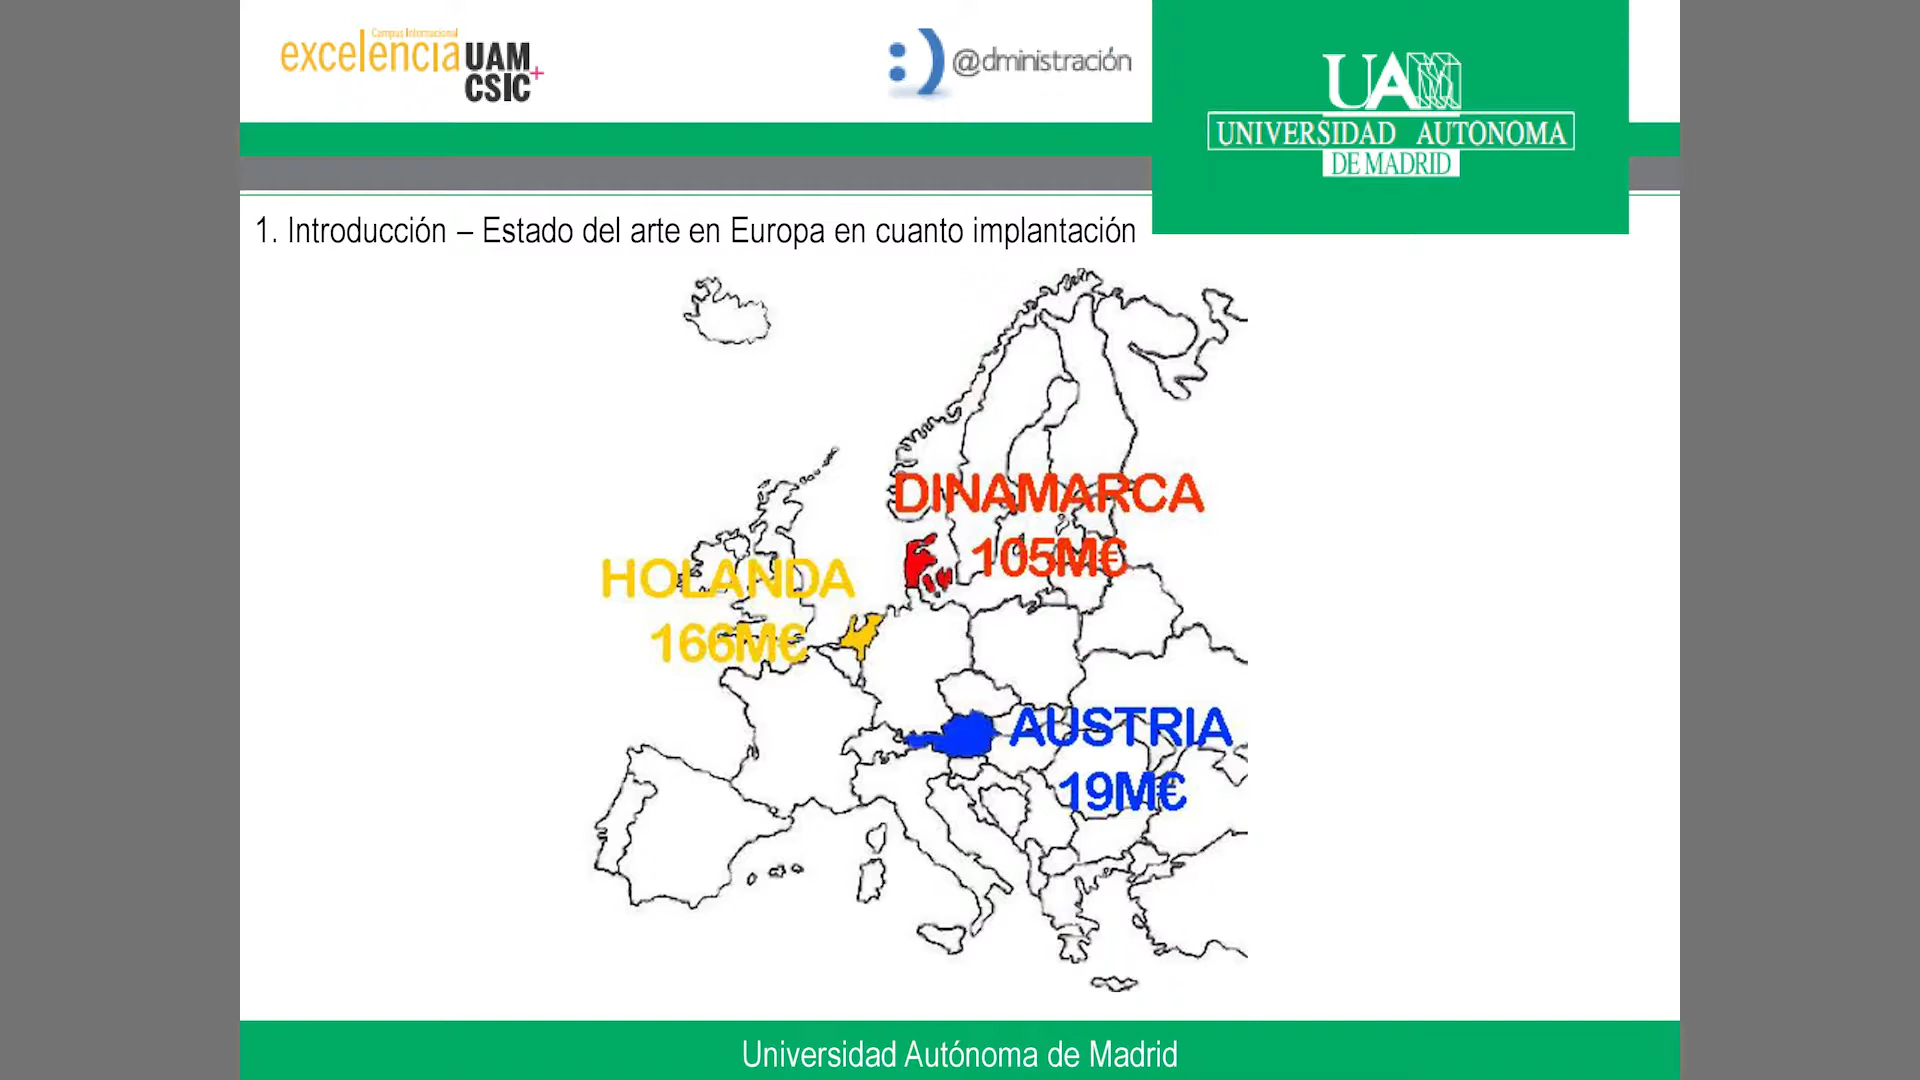 Campus Internacional
excelencia UAM
CSIC+
:) @dministración
UAM
UNIVERSIDAD AUTONOMA
DE MADRID
1. Introducción – Estado del arte en Europa en cuanto implantación
DINAMARCA
105M€
HOLANDA
166M€
AUSTRIA
19M€
Universidad Autónoma de Madrid